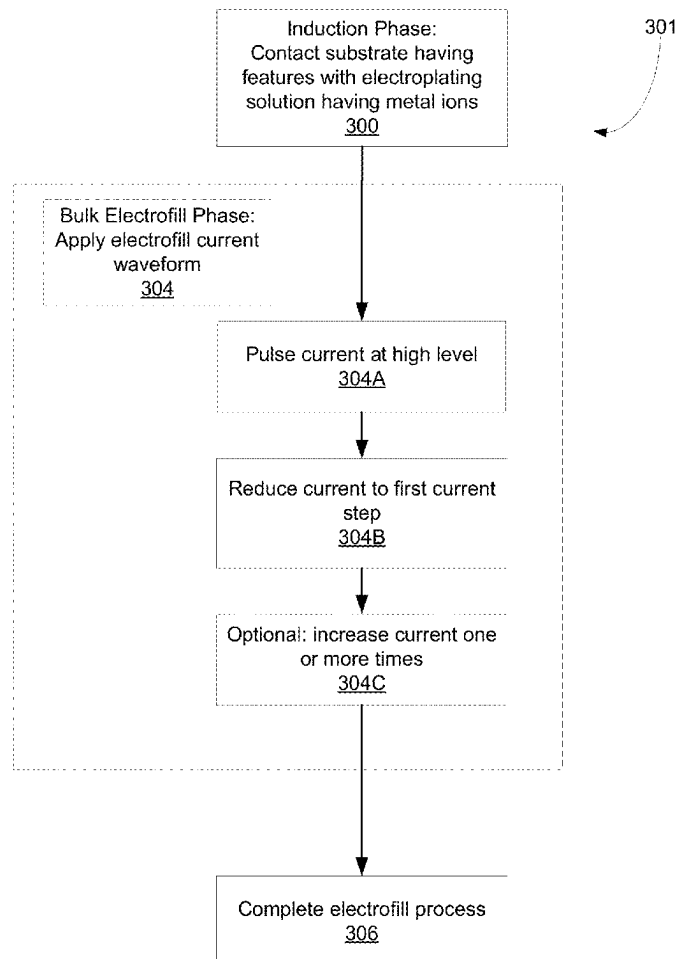 Induction Phase:
Contact substrate having
features with electroplating
solution having metal ions
300
301
Bulk Electrofill Phase:
Apply electrofill current
waveform
304
Pulse current at high level
304A
Reduce current to first current
step
304B
Optional: increase current one
or more times
304C
Complete electrofill process
306